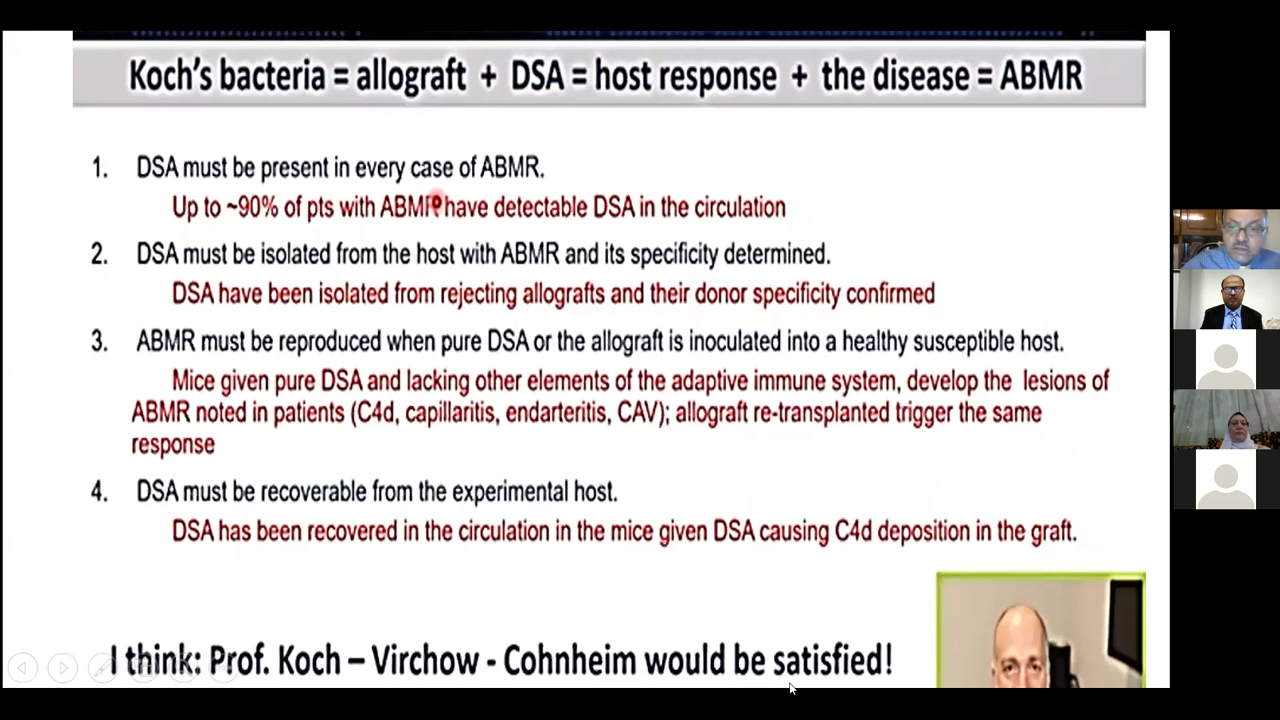 Koch's bacteria = allograft + DSA = host response + the disease = ABMR
1. DSA must be present in every case of ABMR.
Up to ~90% of pts with ABMR have detectable DSA in the circulation
2. DSA must be isolated from the host with ABMR and its specificity determined.
DSA have been isolated from rejecting allografts and their donor specificity confirmed
3. ABMR must be reproduced when pure DSA or the allograft is inoculated into a healthy susceptible host.
Mice given pure DSA and lacking other elements of the adaptive immune system, develop the lesions of
ABMR noted in patients (C4d, capillaritis, endarteritis, CAV); allograft re-transplanted trigger the same
response
4. DSA must be recoverable from the experimental host.
DSA has been recovered in the circulation in the mice given DSA causing C4d deposition in the graft.
I think: Prof. Koch – Virchow - Cohnheim would be satisfied!